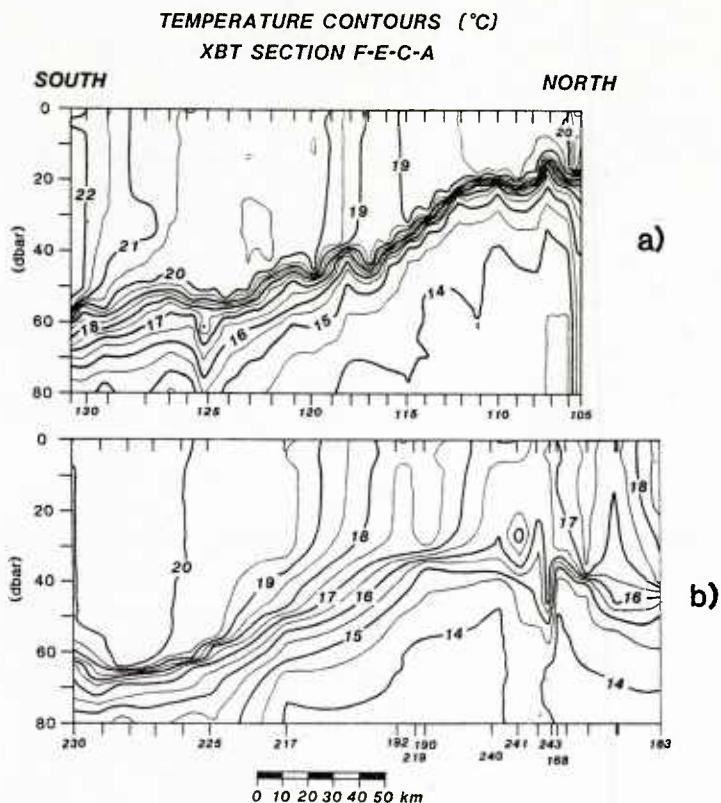 TEMPERATURE CONTOURS (°C)
XBT SECTION F-E-C-A
SOUTH NORTH
0
20
40
60
80
(dbar)
22
21
20
19
19
20
18
17
16
15
14
a)
130 125 120 115 110 105
0
20
40
60
80
(dbar)
20
19
18
17
16
15
14
17
18
16
14
b)
230 225 217 192 190 241 243 163
219 240 168
0 10 20 30 40 50 km